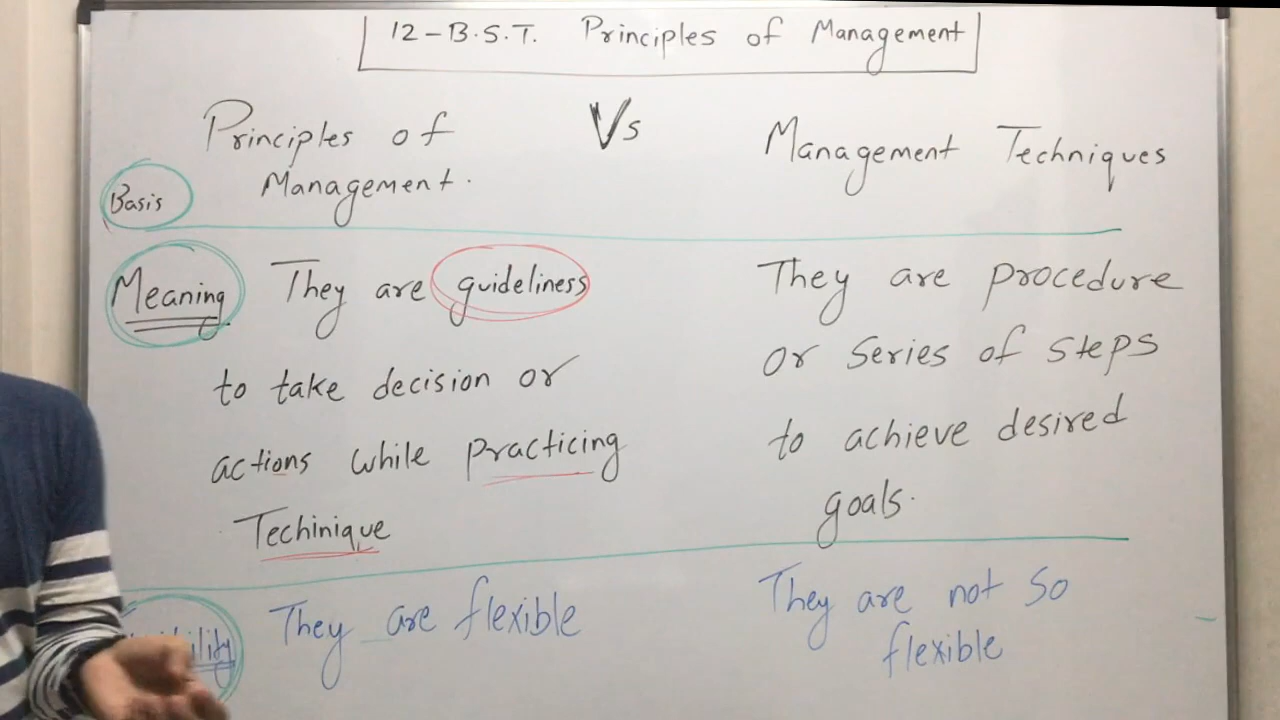 12-B.S.T. Principles of Management
Principles of Management. Vs Management Techniques
Basis
Meaning
They are guideliness
to take decision or
actions while practicing
Techinique
They are procedure
or series of steps
to achieve desired
goals.
They are flexible
They are not so
flexible